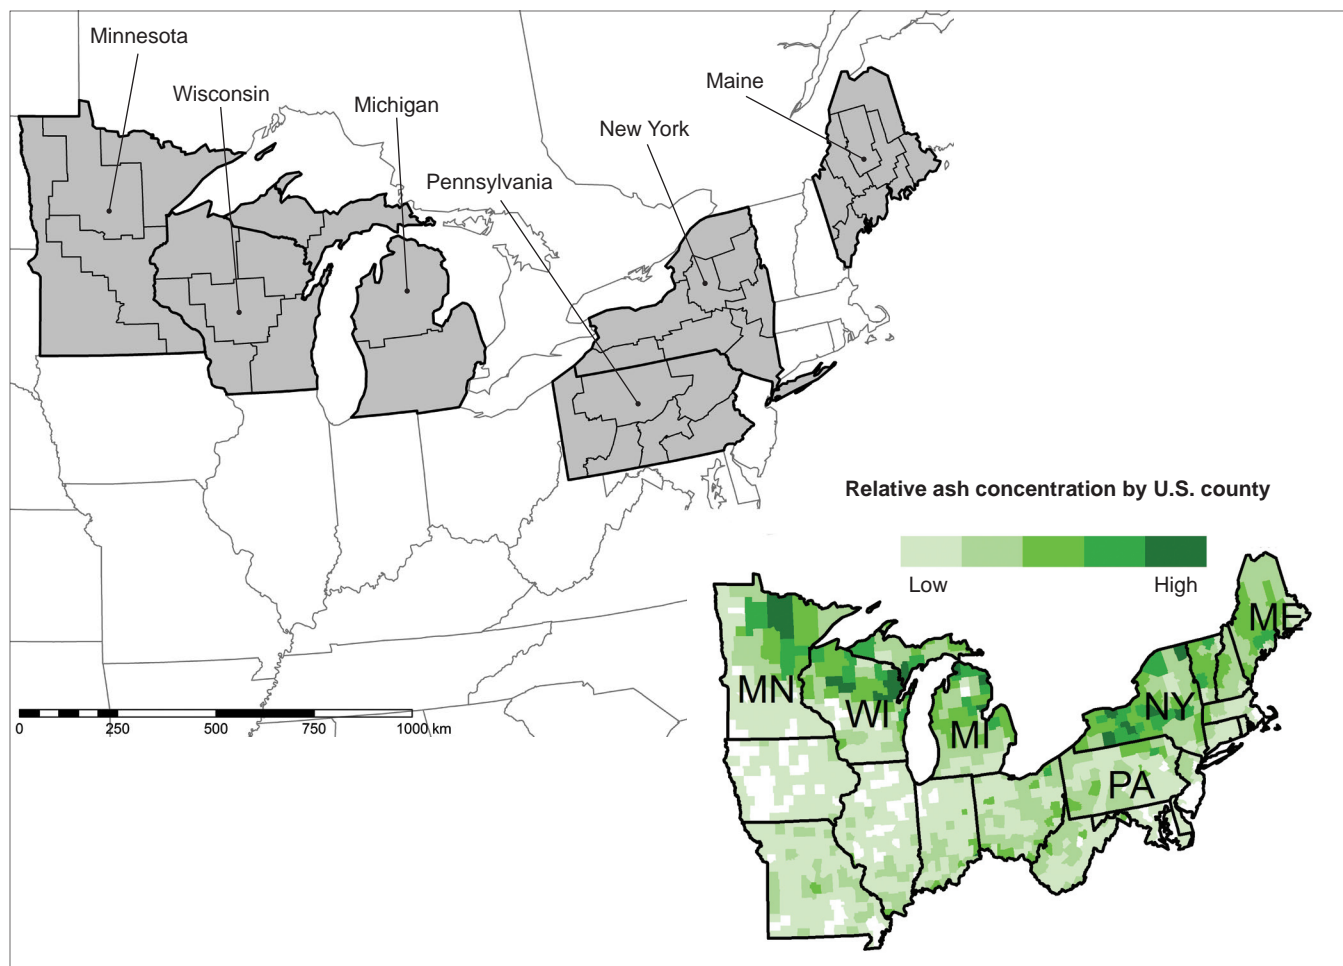 Minnesota
Wisconsin
Michigan
Pennsylvania
New York
Maine
Relative ash concentration by U.S. county
Low High
ME
MN
WI
MI
NY
PA
0 250 500 750 1000 km